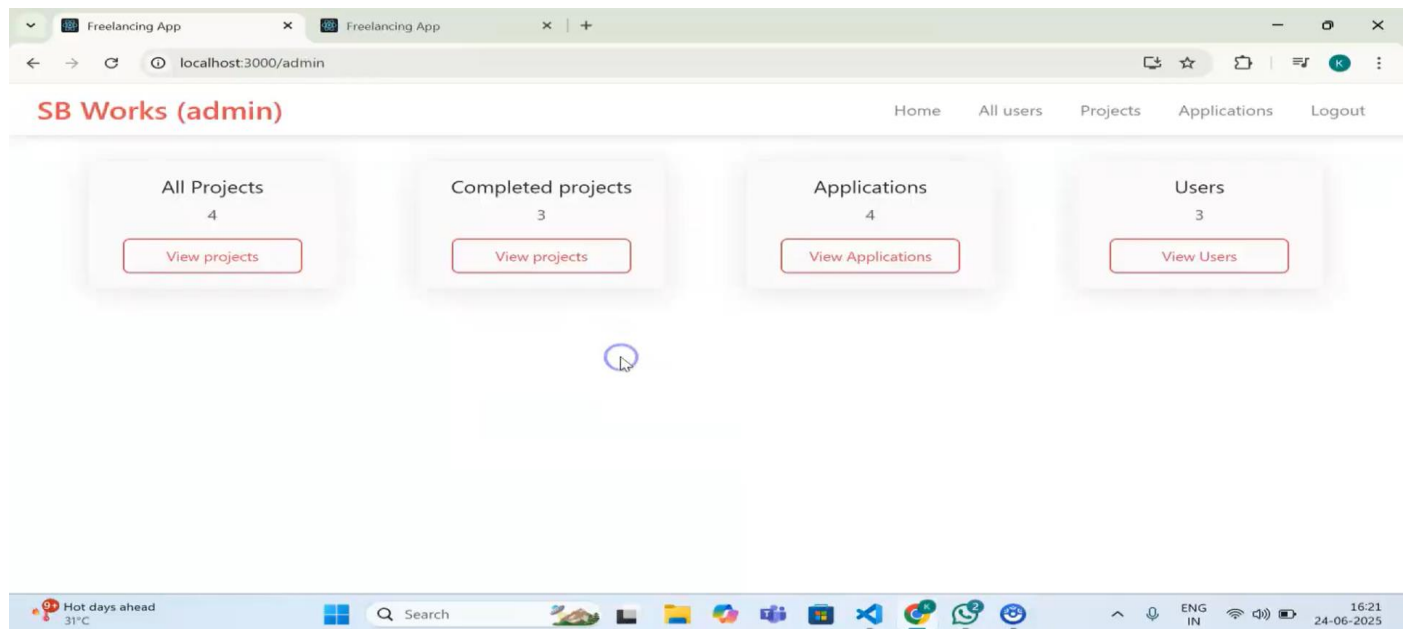 Freelancing App
Freelancing App
localhost:3000/admin
K
SB Works (admin)
Home All users Projects Applications Logout
All Projects Completed projects Applications Users
4 3 4 3
View projects View projects View Applications View Users
9+
Hot days ahead
31°C
Search
K
2
ENG
IN
16:21
24-06-2025